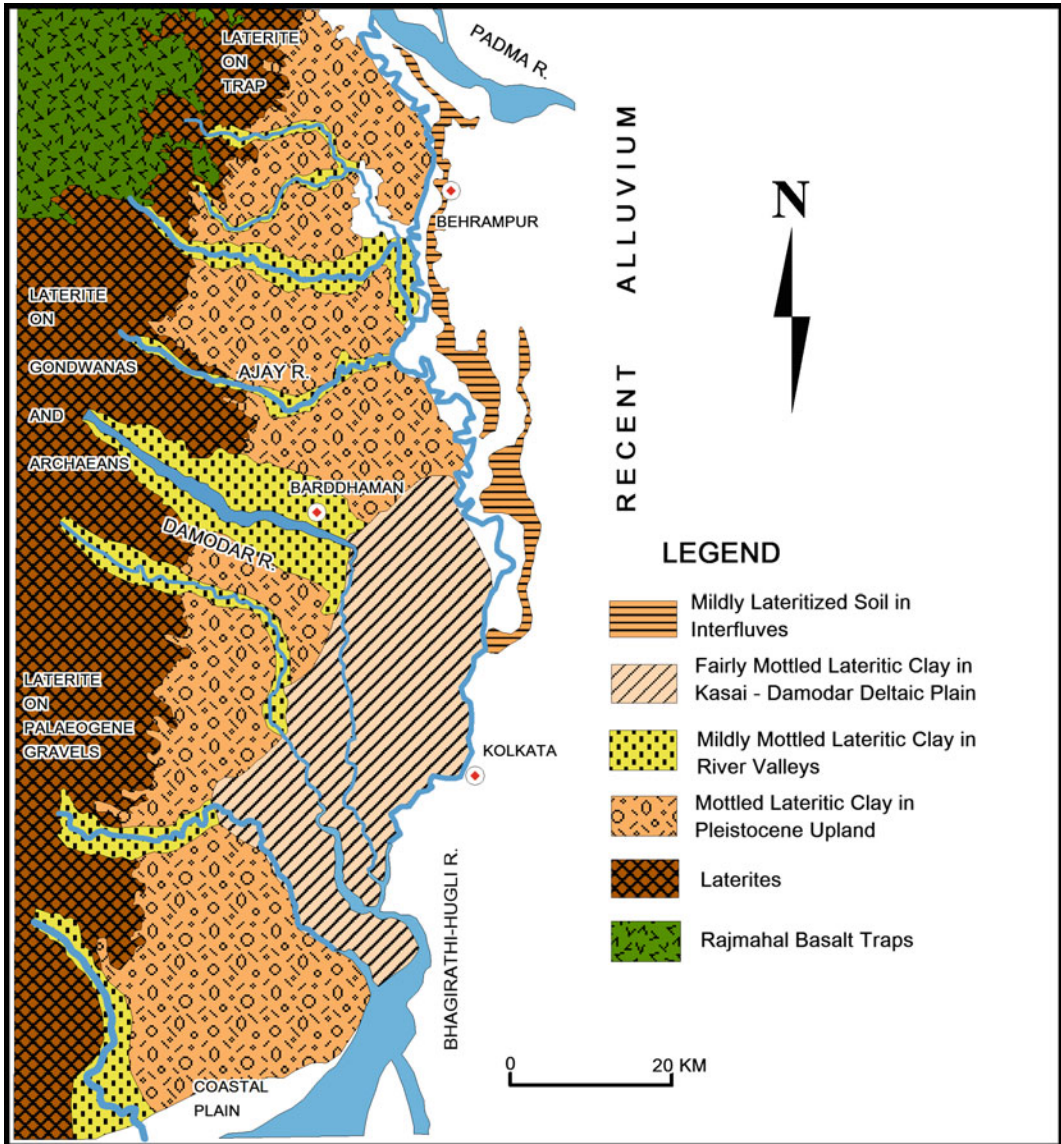 LATERITE
ON
TRAP
PADMA R.
BEHRAMPUR
RECENT ALLUVIUM
N
LATERITE
ON
GONDWANAS
AND
ARCHAEANS
AJAY R.
BARDDHAMAN
DAMODAR R.
LATERITE
ON
PALAEOGENE
GRAVELS
KOLKATA
BHAGIRATHI-HUGLI R.
COASTAL
PLAIN
LEGEND
Mildly Lateritized Soil in
Interfluves
Fairly Mottled Lateritic Clay in
Kasai - Damodar Deltaic Plain
Mildly Mottled Lateritic Clay in
River Valleys
Mottled Lateritic Clay in
Pleistocene Upland
Laterites
Rajmahal Basalt Traps
0 20 KM